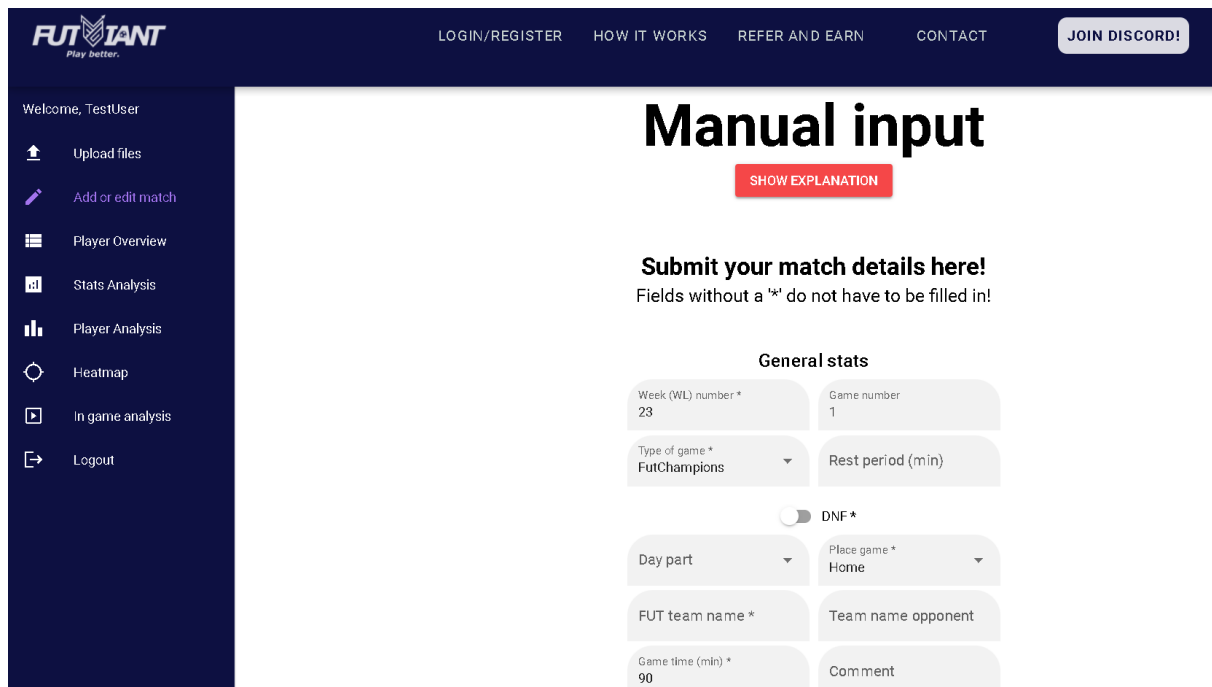 FUTVIANT
Play better.
LOGIN/REGISTER
HOW IT WORKS
REFER AND EARN
CONTACT
JOIN DISCORD!
Welcome, TestUser
Upload files
Add or edit match
Player Overview
Stats Analysis
Player Analysis
Heatmap
In game analysis
Logout
Manual input
SHOW EXPLANATION
Submit your match details here!
Fields without a '*' do not have to be filled in!
General stats
Week (WL) number *
23
Game number
1
Type of game *
FutChampions
Rest period (min)
DNF *
Day part
Place game *
Home
FUT team name *
Team name opponent
Game time (min) *
90
Comment